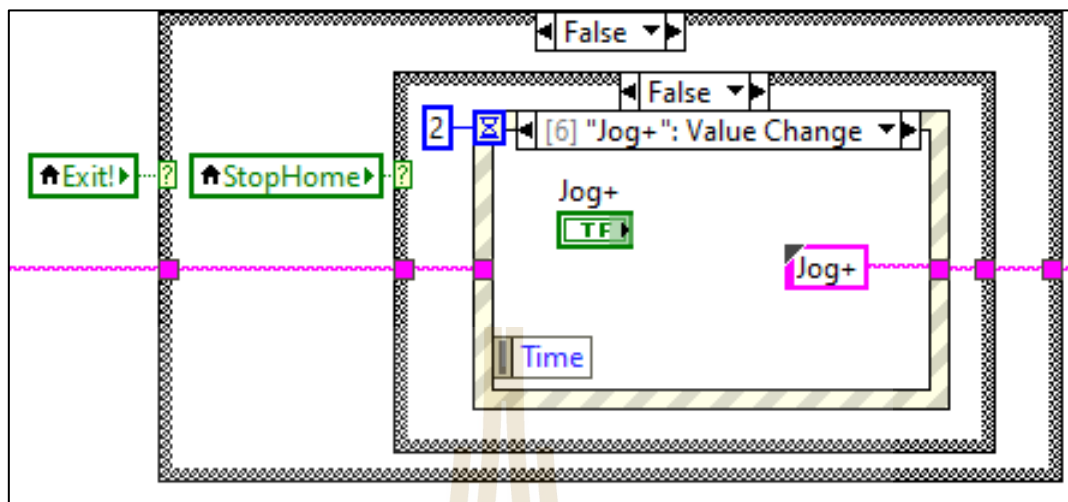 False
False
2
[6] "Jog+": Value Change
Exit!
?
StopHome
?
Jog+
TF
Jog+
Time